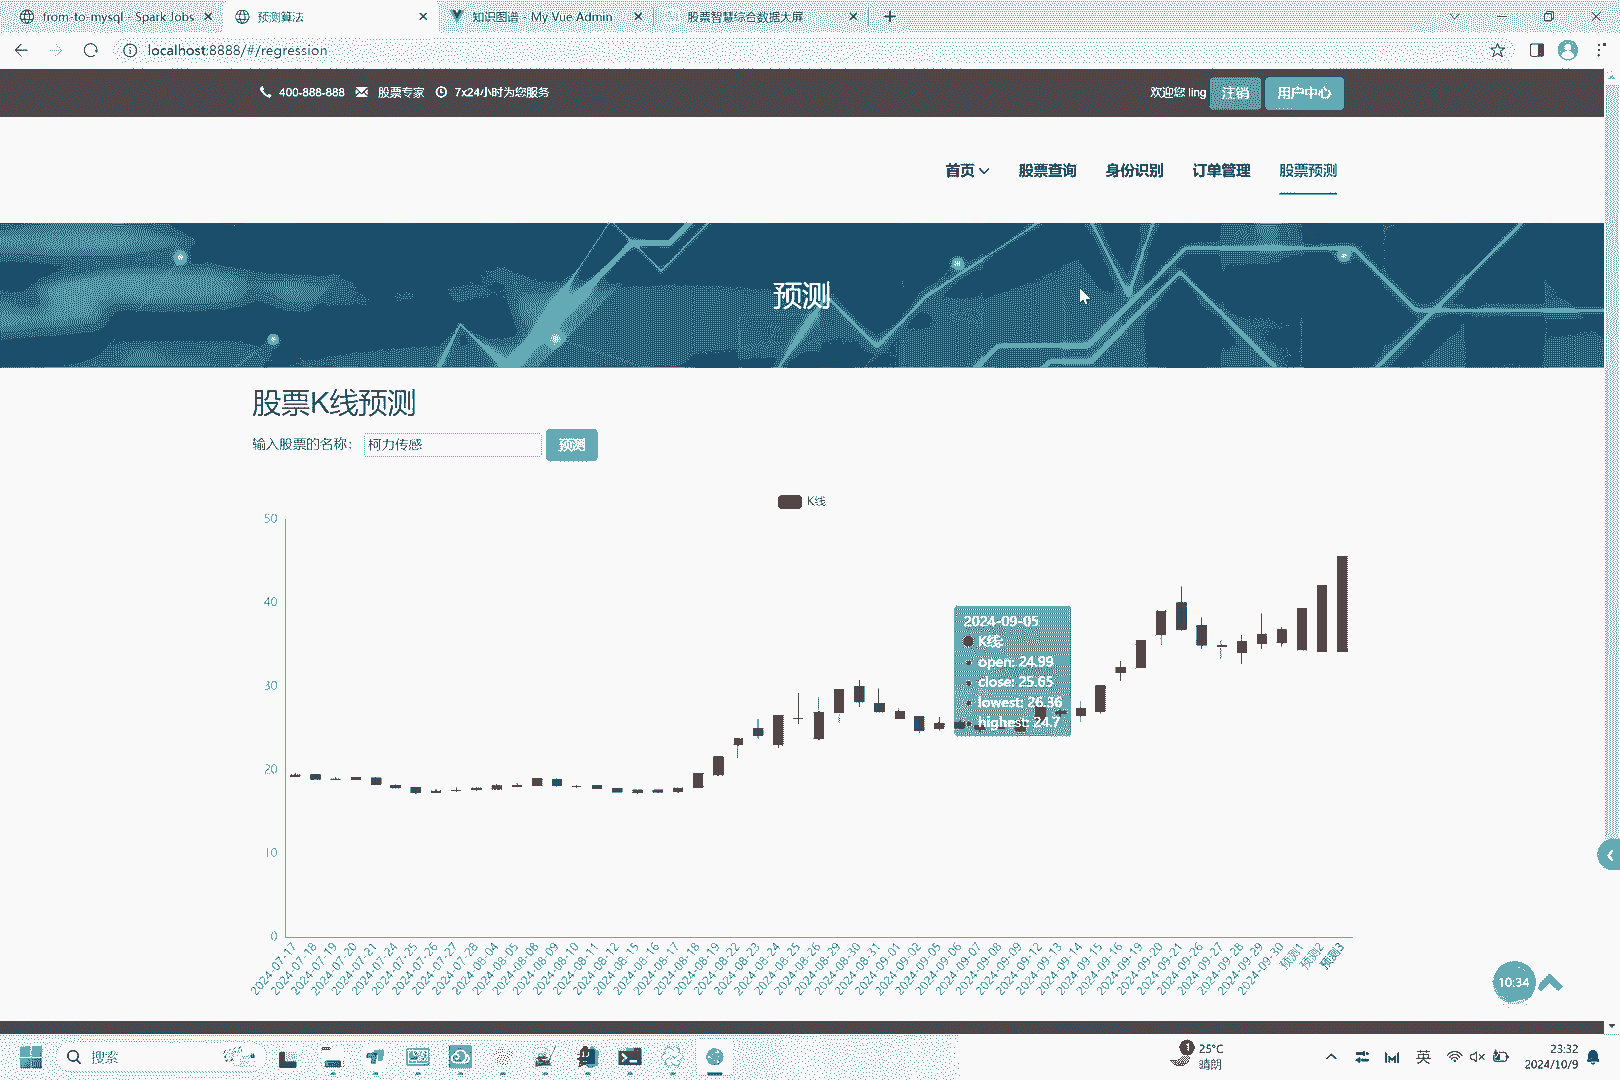 from-to-mysql - Spark Jobs
预测算法
知识图谱 - My Vue Admin
股票智慧综合数据大屏
localhost:8888/#/regression
400-888-888 股票专家 7x24小时为您服务
欢迎您 ling 注销 用户中心
首页 股票查询 身份识别 订单管理 股票预测
预测
股票K线预测
输入股票的名称: 柯力传感 预测
K线
50
40
30
20
10
0
2024-09-05
K线
open: 24.99
close: 25.65
lowest: 26.36
highest: 24.7
2024-07-17
2024-07-18
2024-07-19
2024-07-20
2024-07-21
2024-07-24
2024-07-25
2024-07-26
2024-07-27
2024-07-28
2024-08-04
2024-08-05
2024-08-08
2024-08-09
2024-08-10
2024-08-11
2024-08-12
2024-08-15
2024-08-16
2024-08-17
2024-08-18
2024-08-19
2024-08-22
2024-08-23
2024-08-24
2024-08-25
2024-08-26
2024-08-29
2024-08-30
2024-08-31
2024-09-01
2024-09-02
2024-09-05
2024-09-06
2024-09-07
2024-09-08
2024-09-09
2024-09-12
2024-09-13
2024-09-14
2024-09-15
2024-09-16
2024-09-19
2024-09-20
2024-09-21
2024-09-26
2024-09-27
2024-09-28
2024-09-29
2024-09-30
预测1
预测2
预测3
10:34
搜索
1
25°C
晴朗
英
23:32
2024/10/9